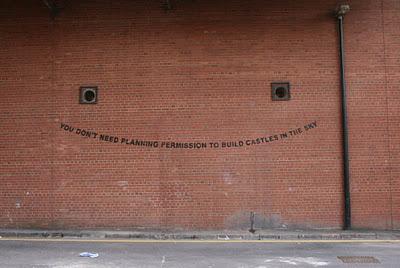 YOU DON'T NEED PLANNING PERMISSION TO BUILD CASTLES IN THE SKY